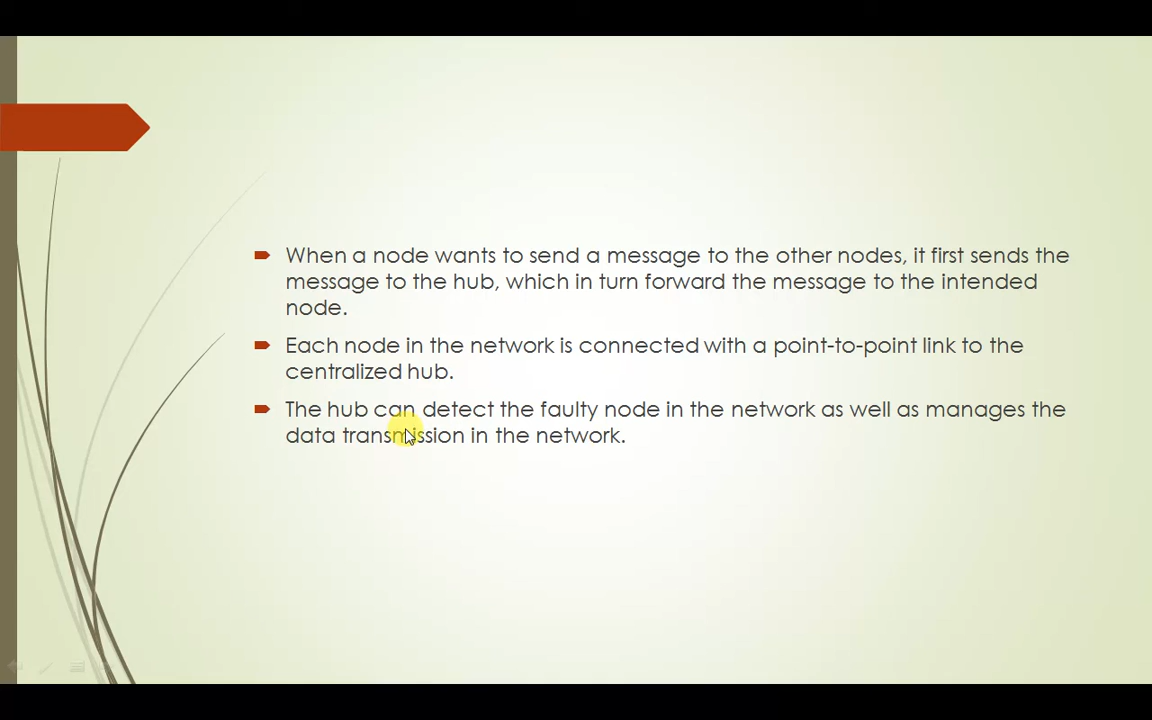 When a node wants to send a message to the other nodes, it first sends the
message to the hub, which in turn forward the message to the intended
node.
Each node in the network is connected with a point-to-point link to the
centralized hub.
The hub can detect the faulty node in the network as well as manages the
data transmission in the network.